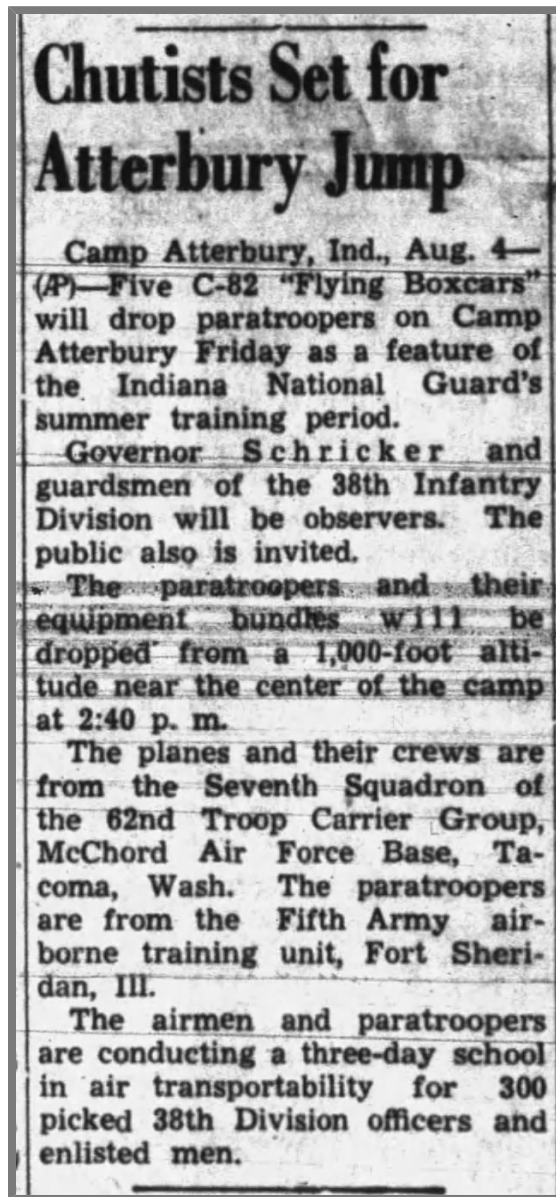 Chutists Set for
Atterbury Jump
Camp Atterbury, Ind., Aug. 4—
(AP)—Five C-82 "Flying Boxcars"
will drop paratroopers on Camp
Atterbury Friday as a feature of
the Indiana National Guard's
summer training period.
Governor Schricker and
guardsmen of the 38th Infantry
Division will be observers. The
public also is invited.
The paratroopers and their
equipment bundles will be
dropped from a 1,000-foot alti-
tude near the center of the camp
at 2:40 p. m.
The planes and their crews are
from the Seventh Squadron of
the 62nd Troop Carrier Group,
McChord Air Force Base, Ta-
coma, Wash. The paratroopers
are from the Fifth Army air-
borne training unit, Fort Sheri-
dan, Ill.
The airmen and paratroopers
are conducting a three-day school
in air transportability for 300
picked 38th Division officers and
enlisted men.